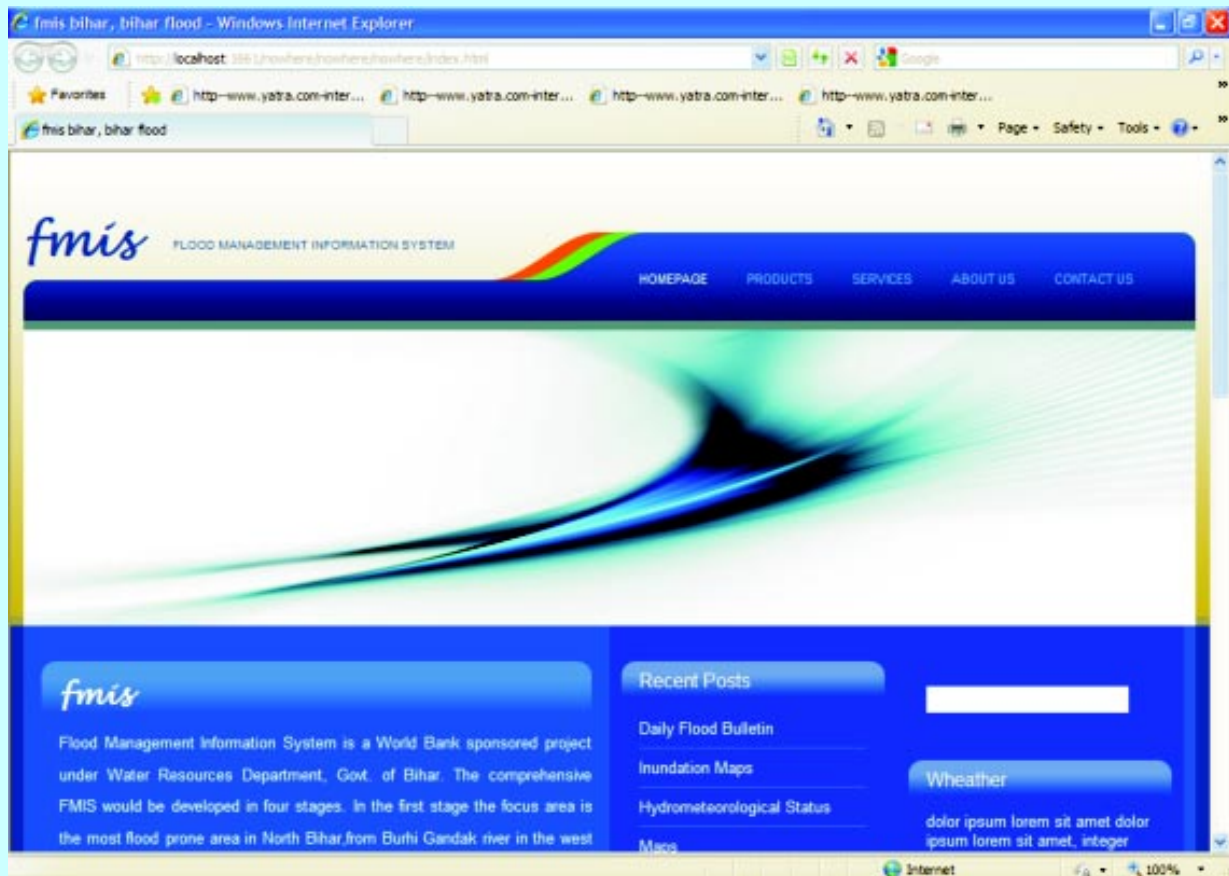 fmis bihar, bihar flood - Windows Internet Explorer
localhost
Google
Favorites http--www.yatra.com-inter... http--www.yatra.com-inter... http--www.yatra.com-inter... http--www.yatra.com-inter...
fmis bihar, bihar flood
Page Safety Tools
fmis FLOOD MANAGEMENT INFORMATION SYSTEM
HOMEPAGE PRODUCTS SERVICES ABOUT US CONTACT US
fmis
Flood Management Information System is a World Bank sponsored project
under Water Resources Department, Govt. of Bihar. The comprehensive
FMIS would be developed in four stages. In the first stage the focus area is
the most flood prone area in North Bihar,from Burhi Gandak river in the west
Recent Posts
Daily Flood Bulletin
Inundation Maps
Hydrometeorological Status
Maps
Wheather
dolor ipsum lorem sit amet dolor
ipsum lorem sit amet, integer
Internet
100%